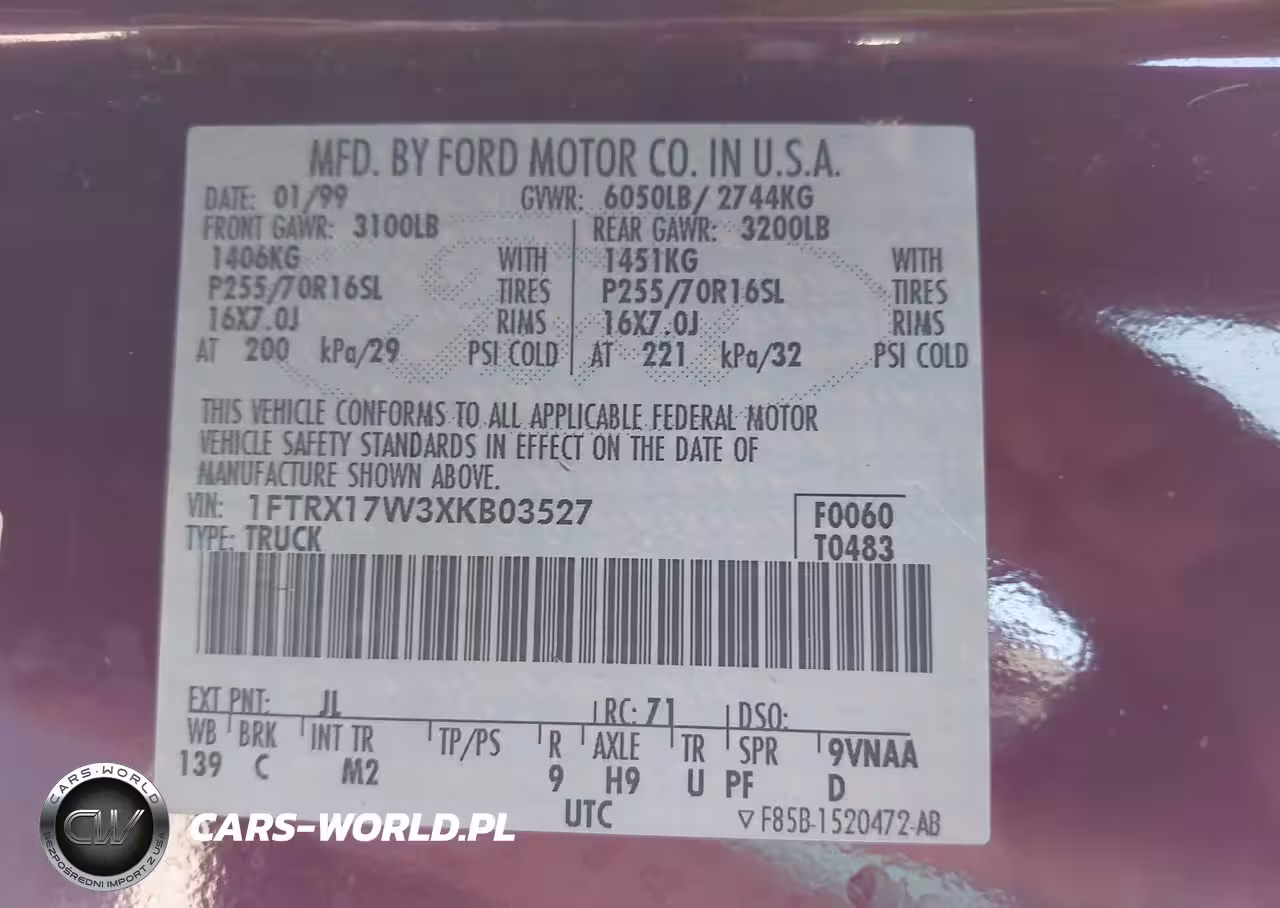 MFD. BY FORD MOTOR CO. IN U.S.A.
DATE: 01/99 GVWR: 6050LB/ 2744KG
FRONT GAWR: 3100LB REAR GAWR: 3200LB
1406KG WITH 1451KG WITH
P255/70R16SL TIRES P255/70R16SL TIRES
16X7.0J RIMS 16X7.0J RIMS
AT 200 kPa/29 PSI COLD AT 221 kPa/32 PSI COLD
THIS VEHICLE CONFORMS TO ALL APPLICABLE FEDERAL MOTOR
VEHICLE SAFETY STANDARDS IN EFFECT ON THE DATE OF
MANUFACTURE SHOWN ABOVE.
VIN: 1FTRX17W3XKB03527 F0060
TYPE: TRUCK T0483
EXT PNT: JL RC: 71 DSO:
WB BRK INT TR TP/PS R AXLE TR SPR 9VNAA
139 C M2 9 H9 U PF D
UTC ▽ F85B-1520472-AB
CARS-WORLD
CW
BEZPOŚREDNI IMPORT Z USA
CARS-WORLD.PL